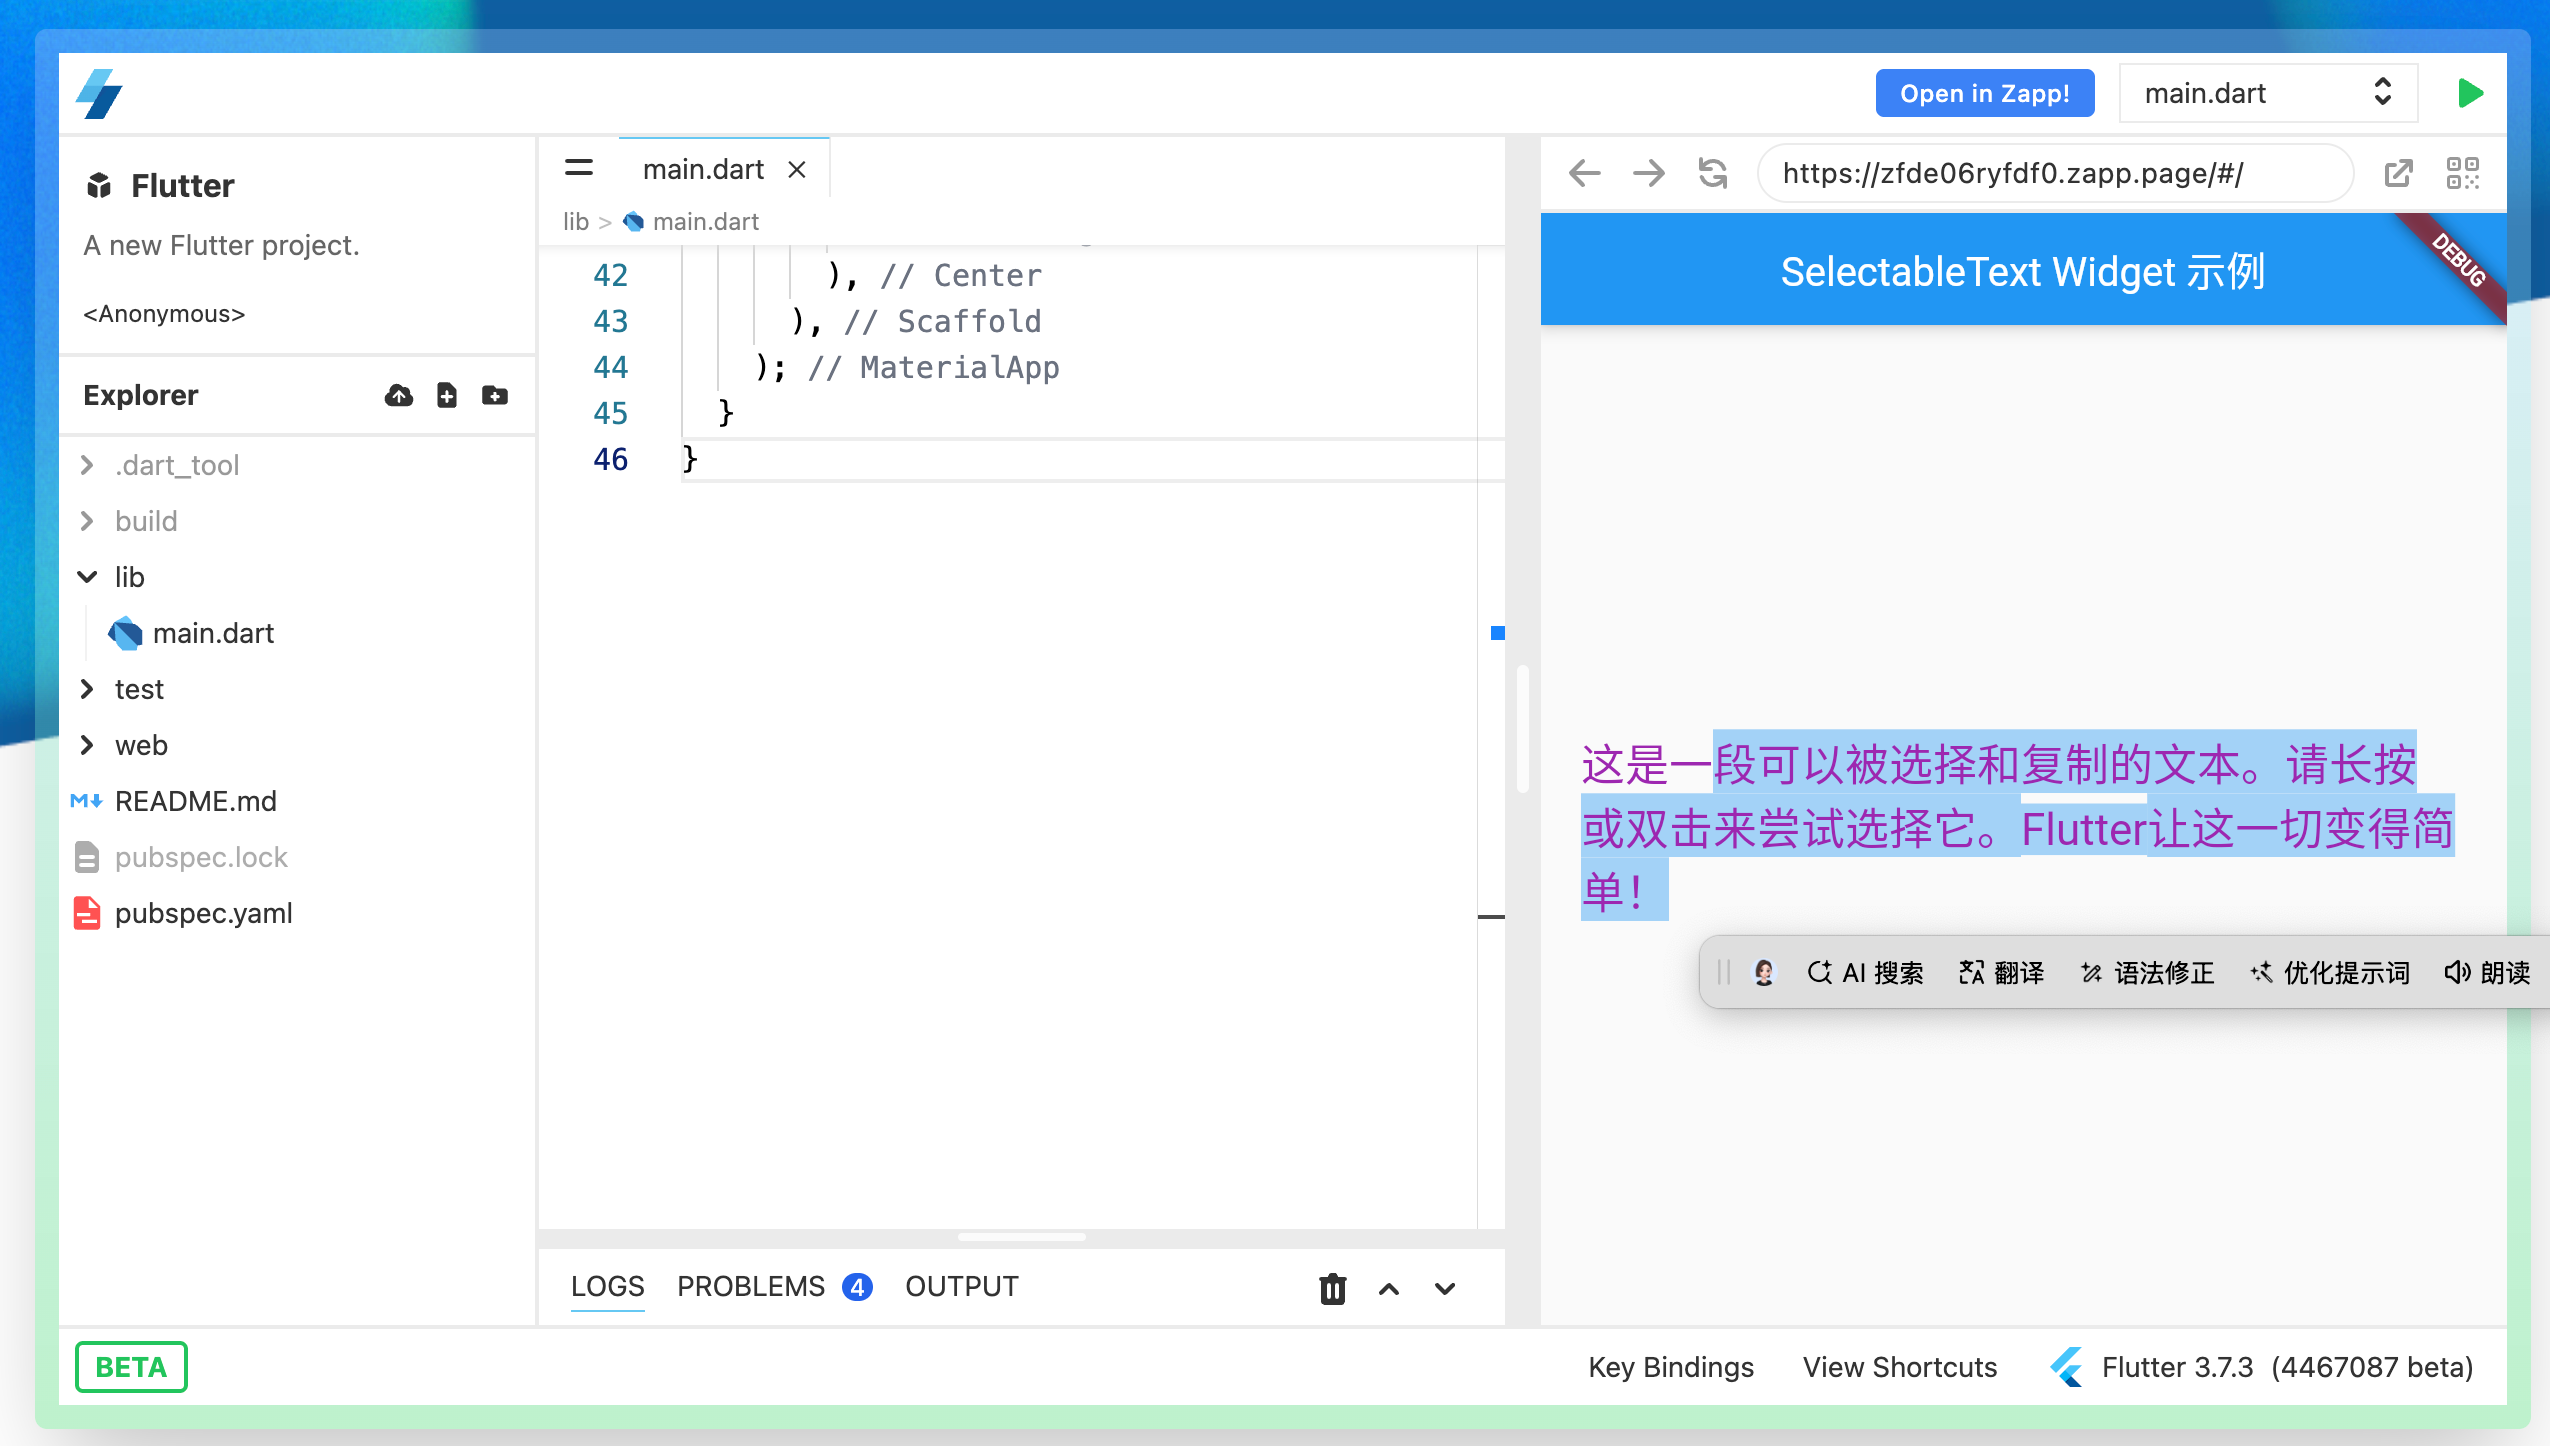 Open in Zapp!
main.dart
Flutter
A new Flutter project.
<Anonymous>
Explorer
.dart_tool
build
lib
main.dart
test
web
README.md
pubspec.lock
pubspec.yaml
main.dart
lib > main.dart
42 ), // Center
43 ), // Scaffold
44 ); // MaterialApp
45 }
46 }
LOGS
PROBLEMS 4
OUTPUT
https://zfde06ryfdf0.zapp.page/#/
SelectableText Widget 示例
DEBUG
这是一段可以被选择和复制的文本。请长按
或双击来尝试选择它。Flutter让这一切变得简
单！
AI 搜索
翻译
语法修正
优化提示词
朗读
BETA
Key Bindings
View Shortcuts
Flutter 3.7.3 (4467087 beta)